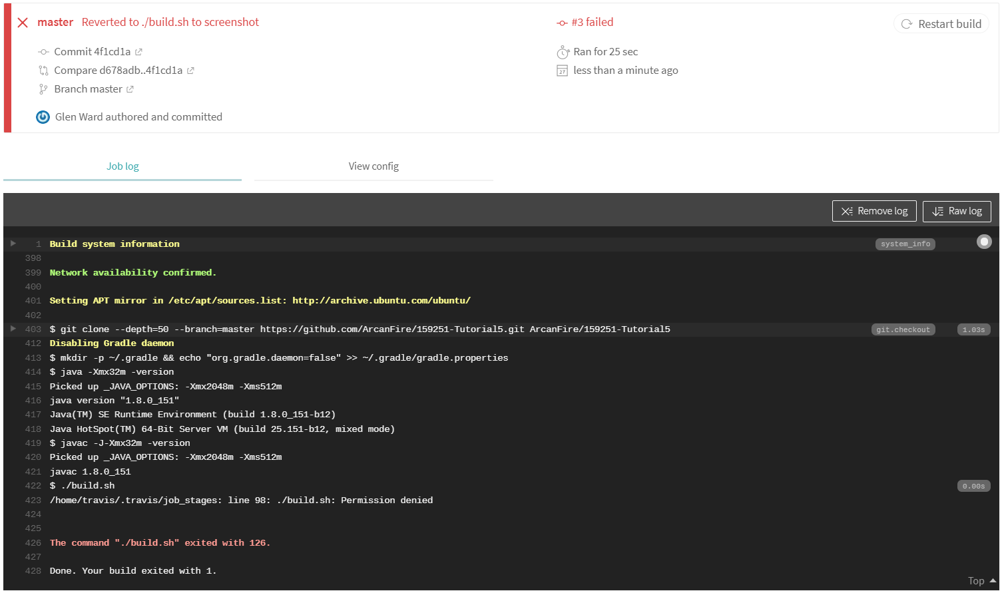 master Reverted to ./build.sh to screenshot
#3 failed
Restart build
Commit 4f1cd1a
Ran for 25 sec
Compare d678adb..4f1cd1a
27
less than a minute ago
Branch master
Glen Ward authored and committed
Job log
View config
Remove log
Raw log
1 Build system information system_info
398
399 Network availability confirmed.
400
401 Setting APT mirror in /etc/apt/sources.list: http://archive.ubuntu.com/ubuntu/
402
403 $ git clone --depth=50 --branch=master https://github.com/ArcanFire/159251-Tutorial5.git ArcanFire/159251-Tutorial5 git.checkout 1.03s
412 Disabling Gradle daemon
413 $ mkdir -p ~/.gradle && echo "org.gradle.daemon=false" >> ~/.gradle/gradle.properties
414 $ java -Xmx32m -version
415 Picked up _JAVA_OPTIONS: -Xmx2048m -Xms512m
416 java version "1.8.0_151"
417 Java(TM) SE Runtime Environment (build 1.8.0_151-b12)
418 Java HotSpot(TM) 64-Bit Server VM (build 25.151-b12, mixed mode)
419 $ javac -J-Xmx32m -version
420 Picked up _JAVA_OPTIONS: -Xmx2048m -Xms512m
421 javac 1.8.0_151
422 $ ./build.sh 0.00s
423 /home/travis/.travis/job_stages: line 98: ./build.sh: Permission denied
424
425
426 The command "./build.sh" exited with 126.
427
428 Done. Your build exited with 1.
Top